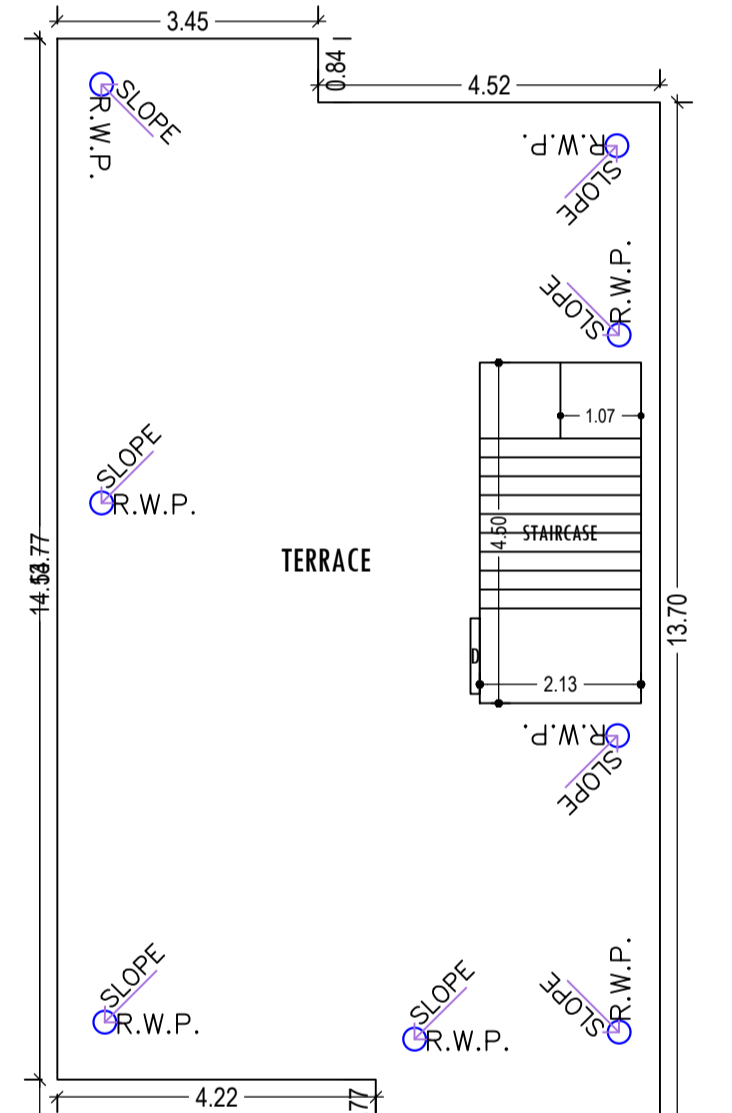 3.45
0.84
4.52
SLOPE
R.W.P.
R.W.P.
SLOPE
R.W.P.
SLOPE
1.07
SLOPE
R.W.P.
4.50
STAIRCASE
TERRACE
13.70
D
2.13
R.W.P.
SLOPE
SLOPE
R.W.P.
SLOPE
R.W.P.
SLOPE
R.W.P.
4.22